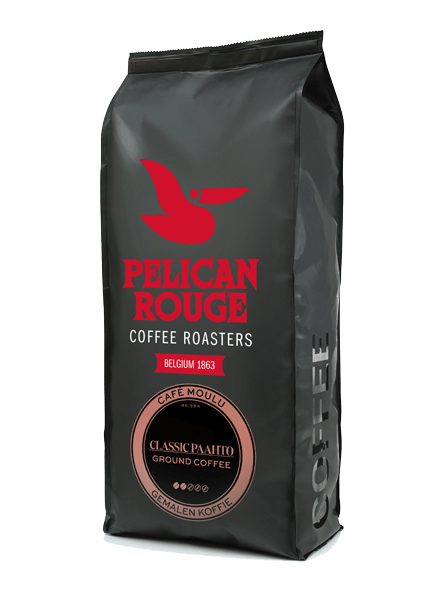 PELICAN
ROUGE
COFFEE ROASTERS
BELGIUM 1863
CAFÉ MOULU
CLASSIC PAAHTO
GROUND COFFEE
GEMALEN KOFFIE
COFFEE